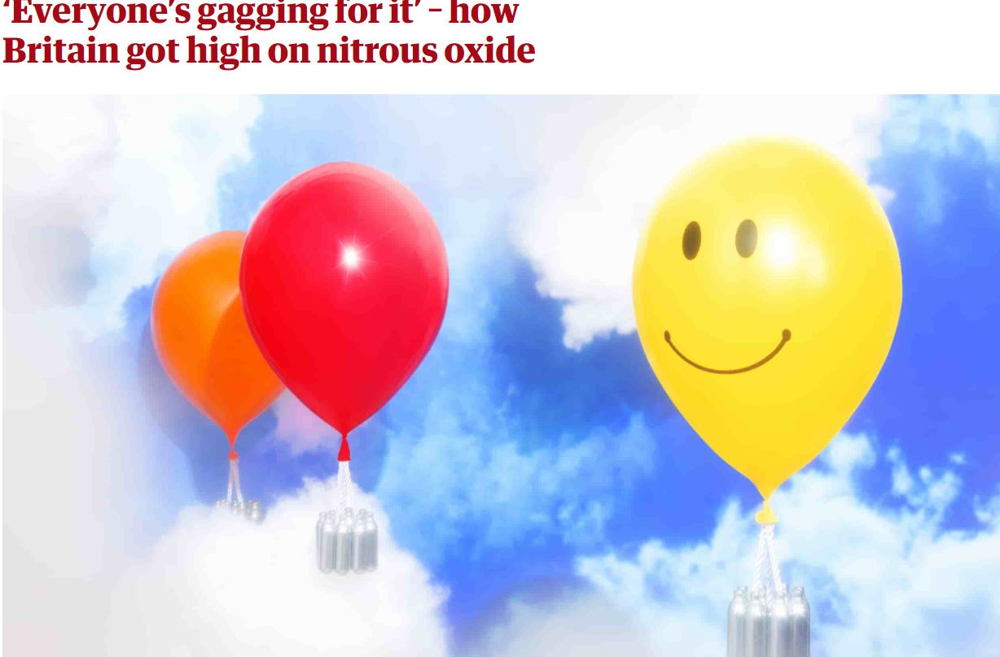 ‘Everyone’s gagging for it’ – how
Britain got high on nitrous oxide